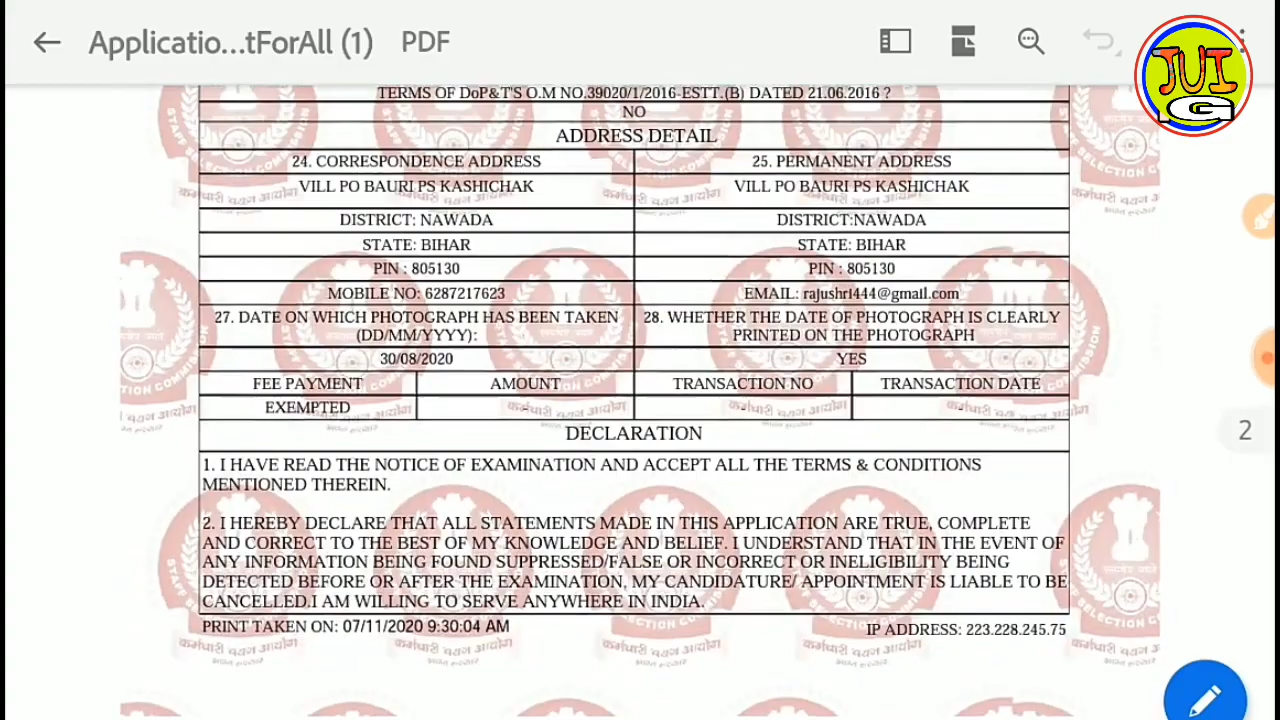 Applicatio...tForAll (1) PDF
JUI
G
TERMS OF DoP&T'S O.M NO.39020/1/2016-ESTT.(B) DATED 21.06.2016 ?
NO
ADDRESS DETAIL
24. CORRESPONDENCE ADDRESS 25. PERMANENT ADDRESS
VILL PO BAURI PS KASHICHAK VILL PO BAURI PS KASHICHAK
DISTRICT: NAWADA DISTRICT:NAWADA
STATE: BIHAR STATE: BIHAR
PIN : 805130 PIN : 805130
MOBILE NO: 6287217623 EMAIL: rajushri444@gmail.com
27. DATE ON WHICH PHOTOGRAPH HAS BEEN TAKEN (DD/MM/YYYY): 28. WHETHER THE DATE OF PHOTOGRAPH IS CLEARLY PRINTED ON THE PHOTOGRAPH
30/08/2020 YES
FEE PAYMENT AMOUNT TRANSACTION NO TRANSACTION DATE
EXEMPTED - - -
DECLARATION
1. I HAVE READ THE NOTICE OF EXAMINATION AND ACCEPT ALL THE TERMS & CONDITIONS
MENTIONED THEREIN.
2. I HEREBY DECLARE THAT ALL STATEMENTS MADE IN THIS APPLICATION ARE TRUE, COMPLETE
AND CORRECT TO THE BEST OF MY KNOWLEDGE AND BELIEF. I UNDERSTAND THAT IN THE EVENT OF
ANY INFORMATION BEING FOUND SUPPRESSED/FALSE OR INCORRECT OR INELIGIBILITY BEING
DETECTED BEFORE OR AFTER THE EXAMINATION, MY CANDIDATURE/ APPOINTMENT IS LIABLE TO BE
CANCELLED.I AM WILLING TO SERVE ANYWHERE IN INDIA.
PRINT TAKEN ON: 07/11/2020 9:30:04 AM IP ADDRESS: 223.228.245.75
2